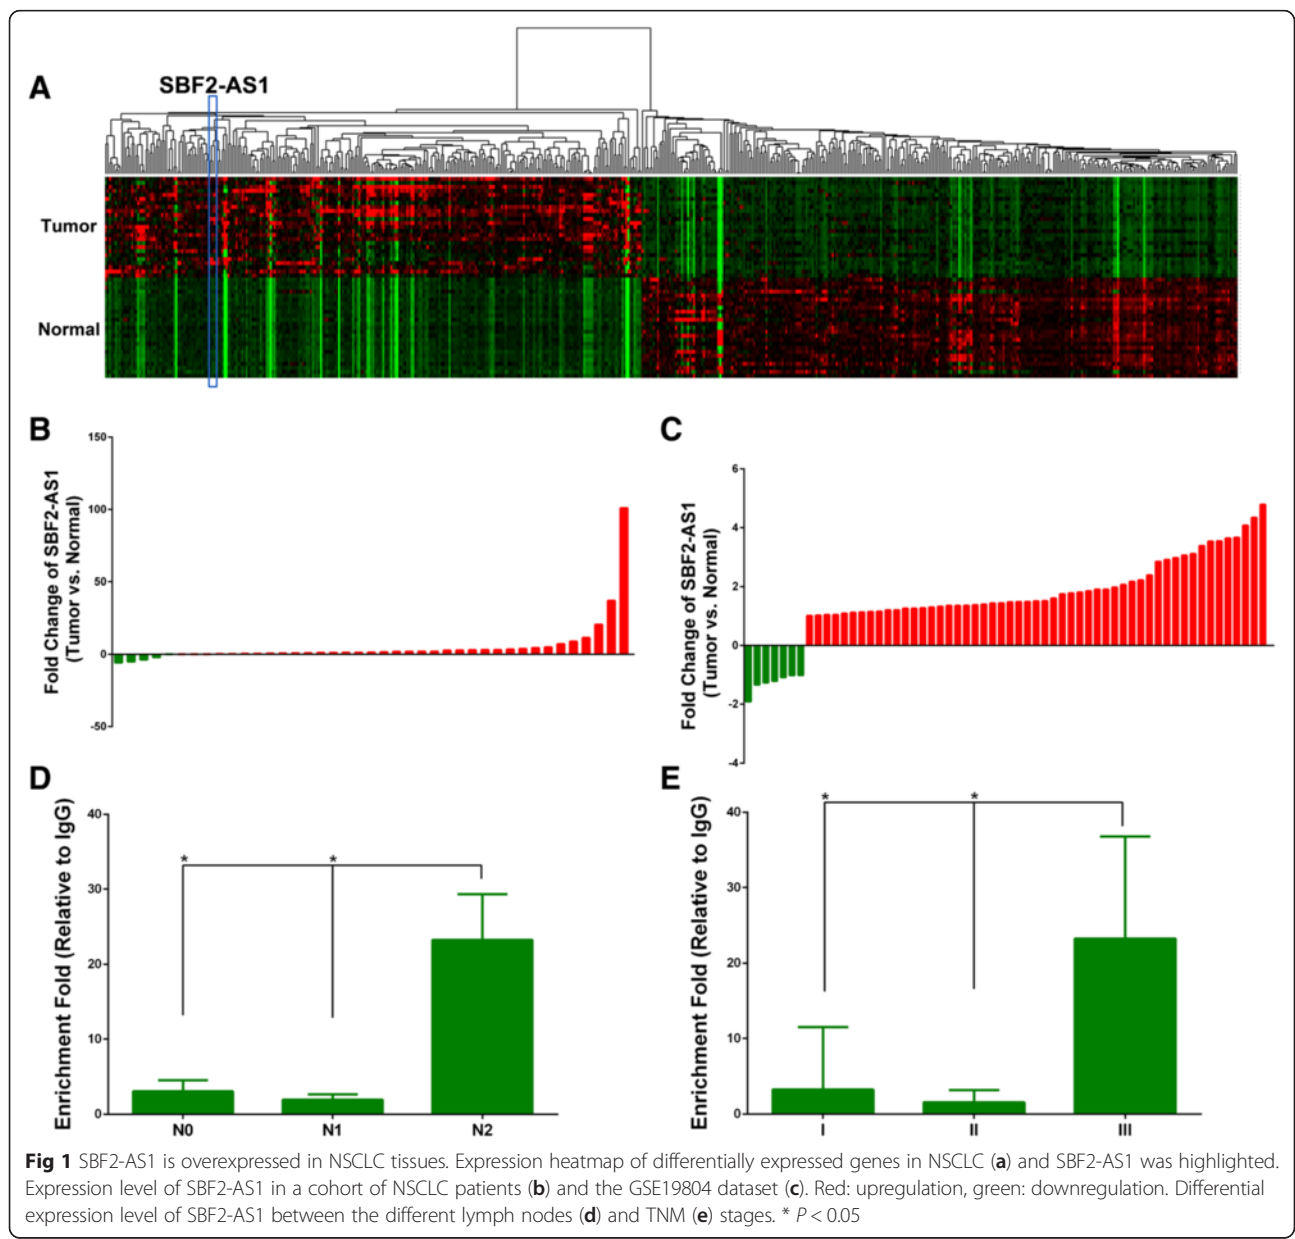 A
SBF2-AS1
Tumor
Normal
B
Fold Change of SBF2-AS1
(Tumor vs. Normal)
150
100
50
0
-50
C
Fold Change of SBF2-AS1
(Tumor vs. Normal)
6
4
2
0
-2
-4
D
Enrichment Fold (Relative to IgG)
40
30
20
10
0
* *
N0 N1 N2
E
Enrichment Fold (Relative to IgG)
40
30
20
10
0
* *
I II III
Fig 1 SBF2-AS1 is overexpressed in NSCLC tissues. Expression heatmap of differentially expressed genes in NSCLC (a) and SBF2-AS1 was highlighted.
Expression level of SBF2-AS1 in a cohort of NSCLC patients (b) and the GSE19804 dataset (c). Red: upregulation, green: downregulation. Differential
expression level of SBF2-AS1 between the different lymph nodes (d) and TNM (e) stages. * P < 0.05